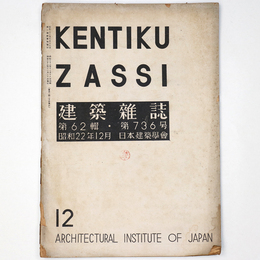 KENTIKU
ZASSI
建築雜誌
第62輯・第736号
昭和22年12月 日本建築學會
12
ARCHITECTURAL INSTITUTE OF JAPAN